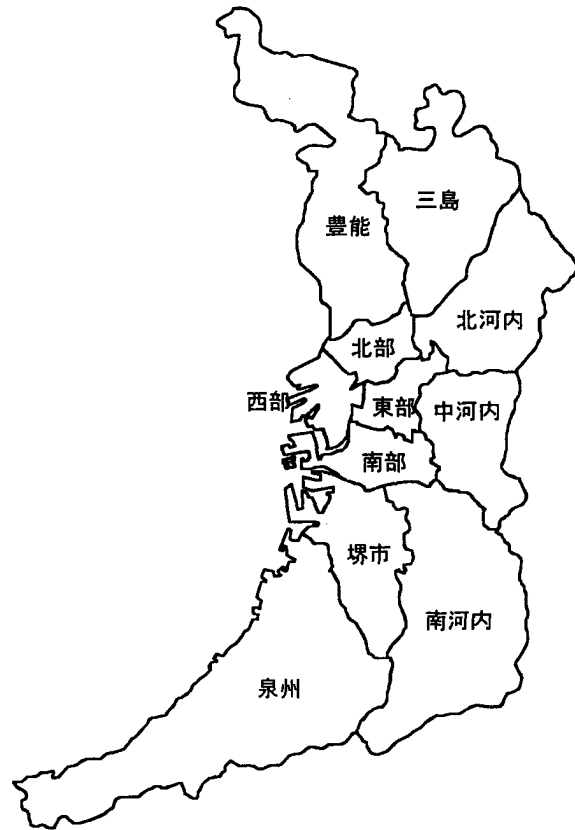 三島
豊能
北河内
北部
西部
東部
中河内
南部
堺市
南河内
泉州